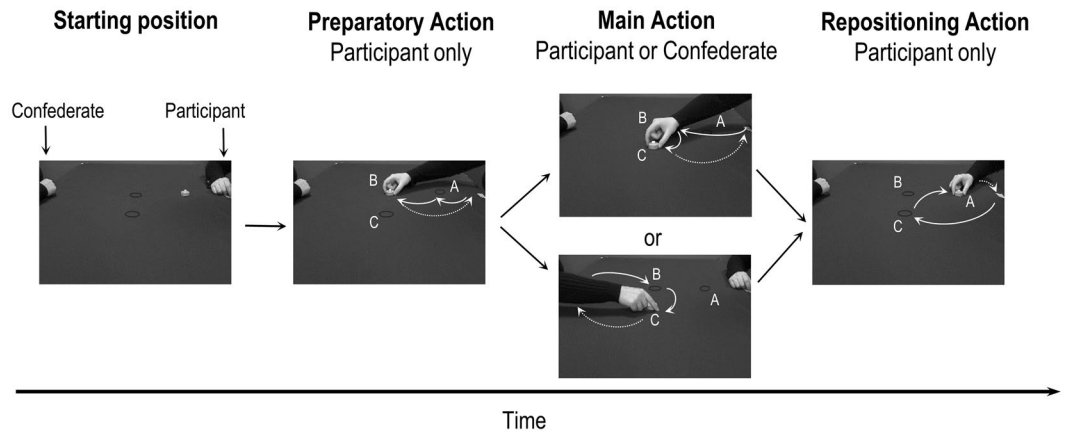 Starting position
Preparatory Action
Participant only
Main Action
Participant or Confederate
Repositioning Action
Participant only
Confederate
Participant
B
A
C
B
A
C
or
B
A
C
B
A
C
Time